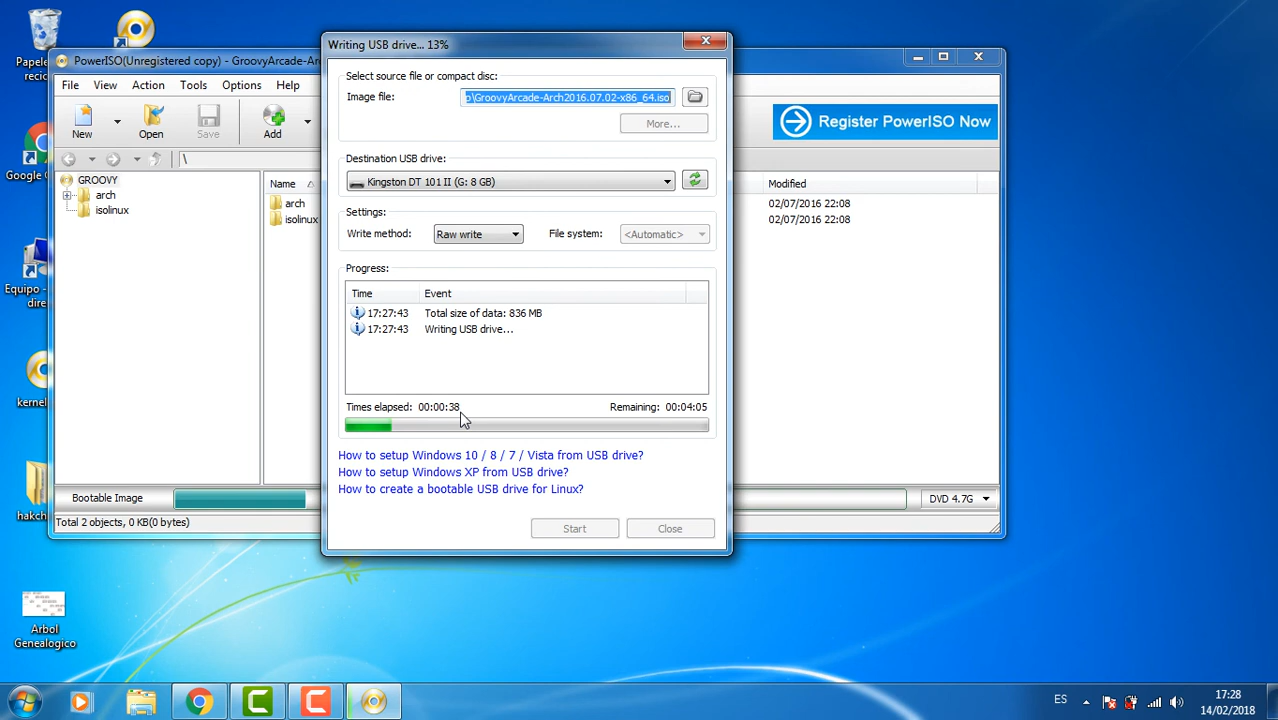 Papele
recic
Google C
Equipo -
direc
kernel
hakch
Arbol
Genealogico
PowerISO(Unregistered copy) - GroovyArcade-Ar
File View Action Tools Options Help
New
Open
Save
Add
Register PowerISO Now
\
GROOVY
arch
isolinux
Name
arch
isolinux
Modified
02/07/2016 22:08
02/07/2016 22:08
Bootable Image
DVD 4.7G
Total 2 objects, 0 KB(0 bytes)
Writing USB drive... 13%
Select source file or compact disc:
Image file: p\GroovyArcade-Arch2016.07.02-x86_64.iso
More...
Destination USB drive:
Kingston DT 101 II (G: 8 GB)
Settings:
Write method: Raw write File system: <Automatic>
Progress:
Time Event
17:27:43 Total size of data: 836 MB
17:27:43 Writing USB drive...
Times elapsed: 00:00:38 Remaining: 00:04:05
How to setup Windows 10 / 8 / 7 / Vista from USB drive?
How to setup Windows XP from USB drive?
How to create a bootable USB drive for Linux?
Start Close
ES
17:28
14/02/2018